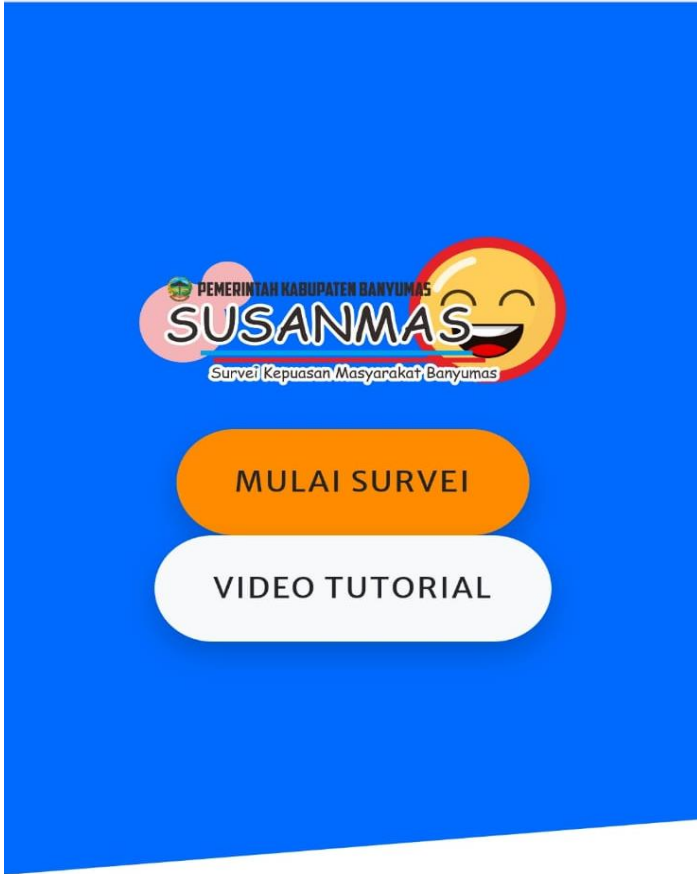 PEMERINTAH KABUPATEN BANYUMAS
SUSANMAS
Survei Kepuasan Masyarakat Banyumas
MULAI SURVEI
VIDEO TUTORIAL